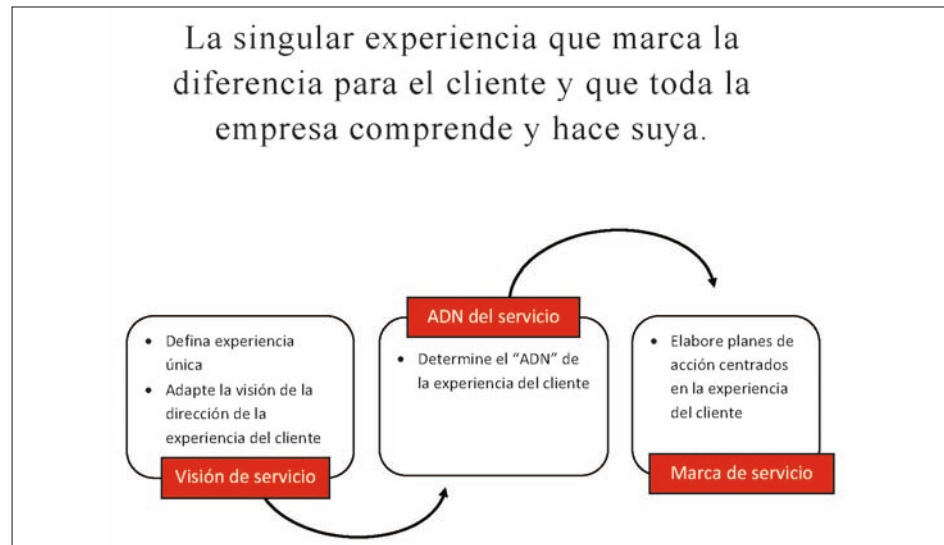 La singular experiencia que marca la
diferencia para el cliente y que toda la
empresa comprende y hace suya.
• Defina experiencia
única
• Adapte la visión de la
dirección de la
experiencia del cliente
Visión de servicio
ADN del servicio
• Determine el “ADN” de
la experiencia del cliente
• Elabore planes de
acción centrados
en la experiencia
del cliente
Marca de servicio